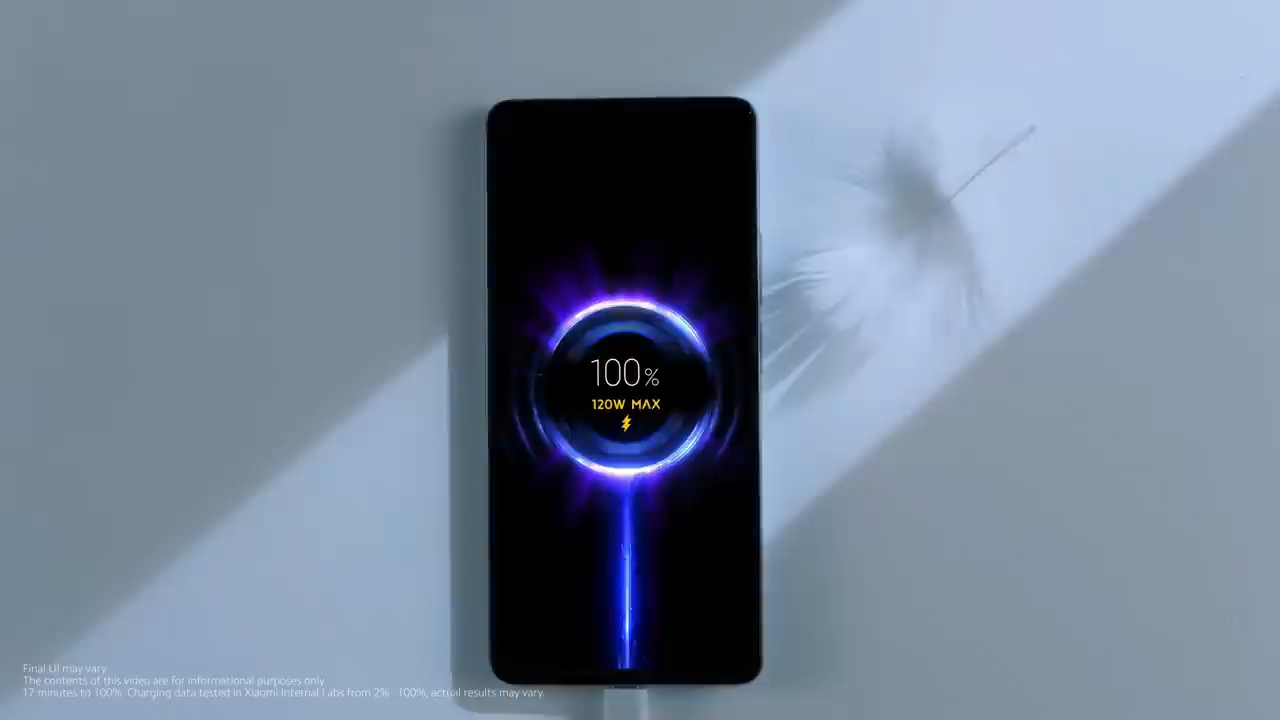 100%
120W MAX
Final UI may vary
The contents of this video are for informational purposes only
17 minutes to 100%  Charging data tested in Xiaomi Internal Labs from 2% - 100%, actual results may vary.